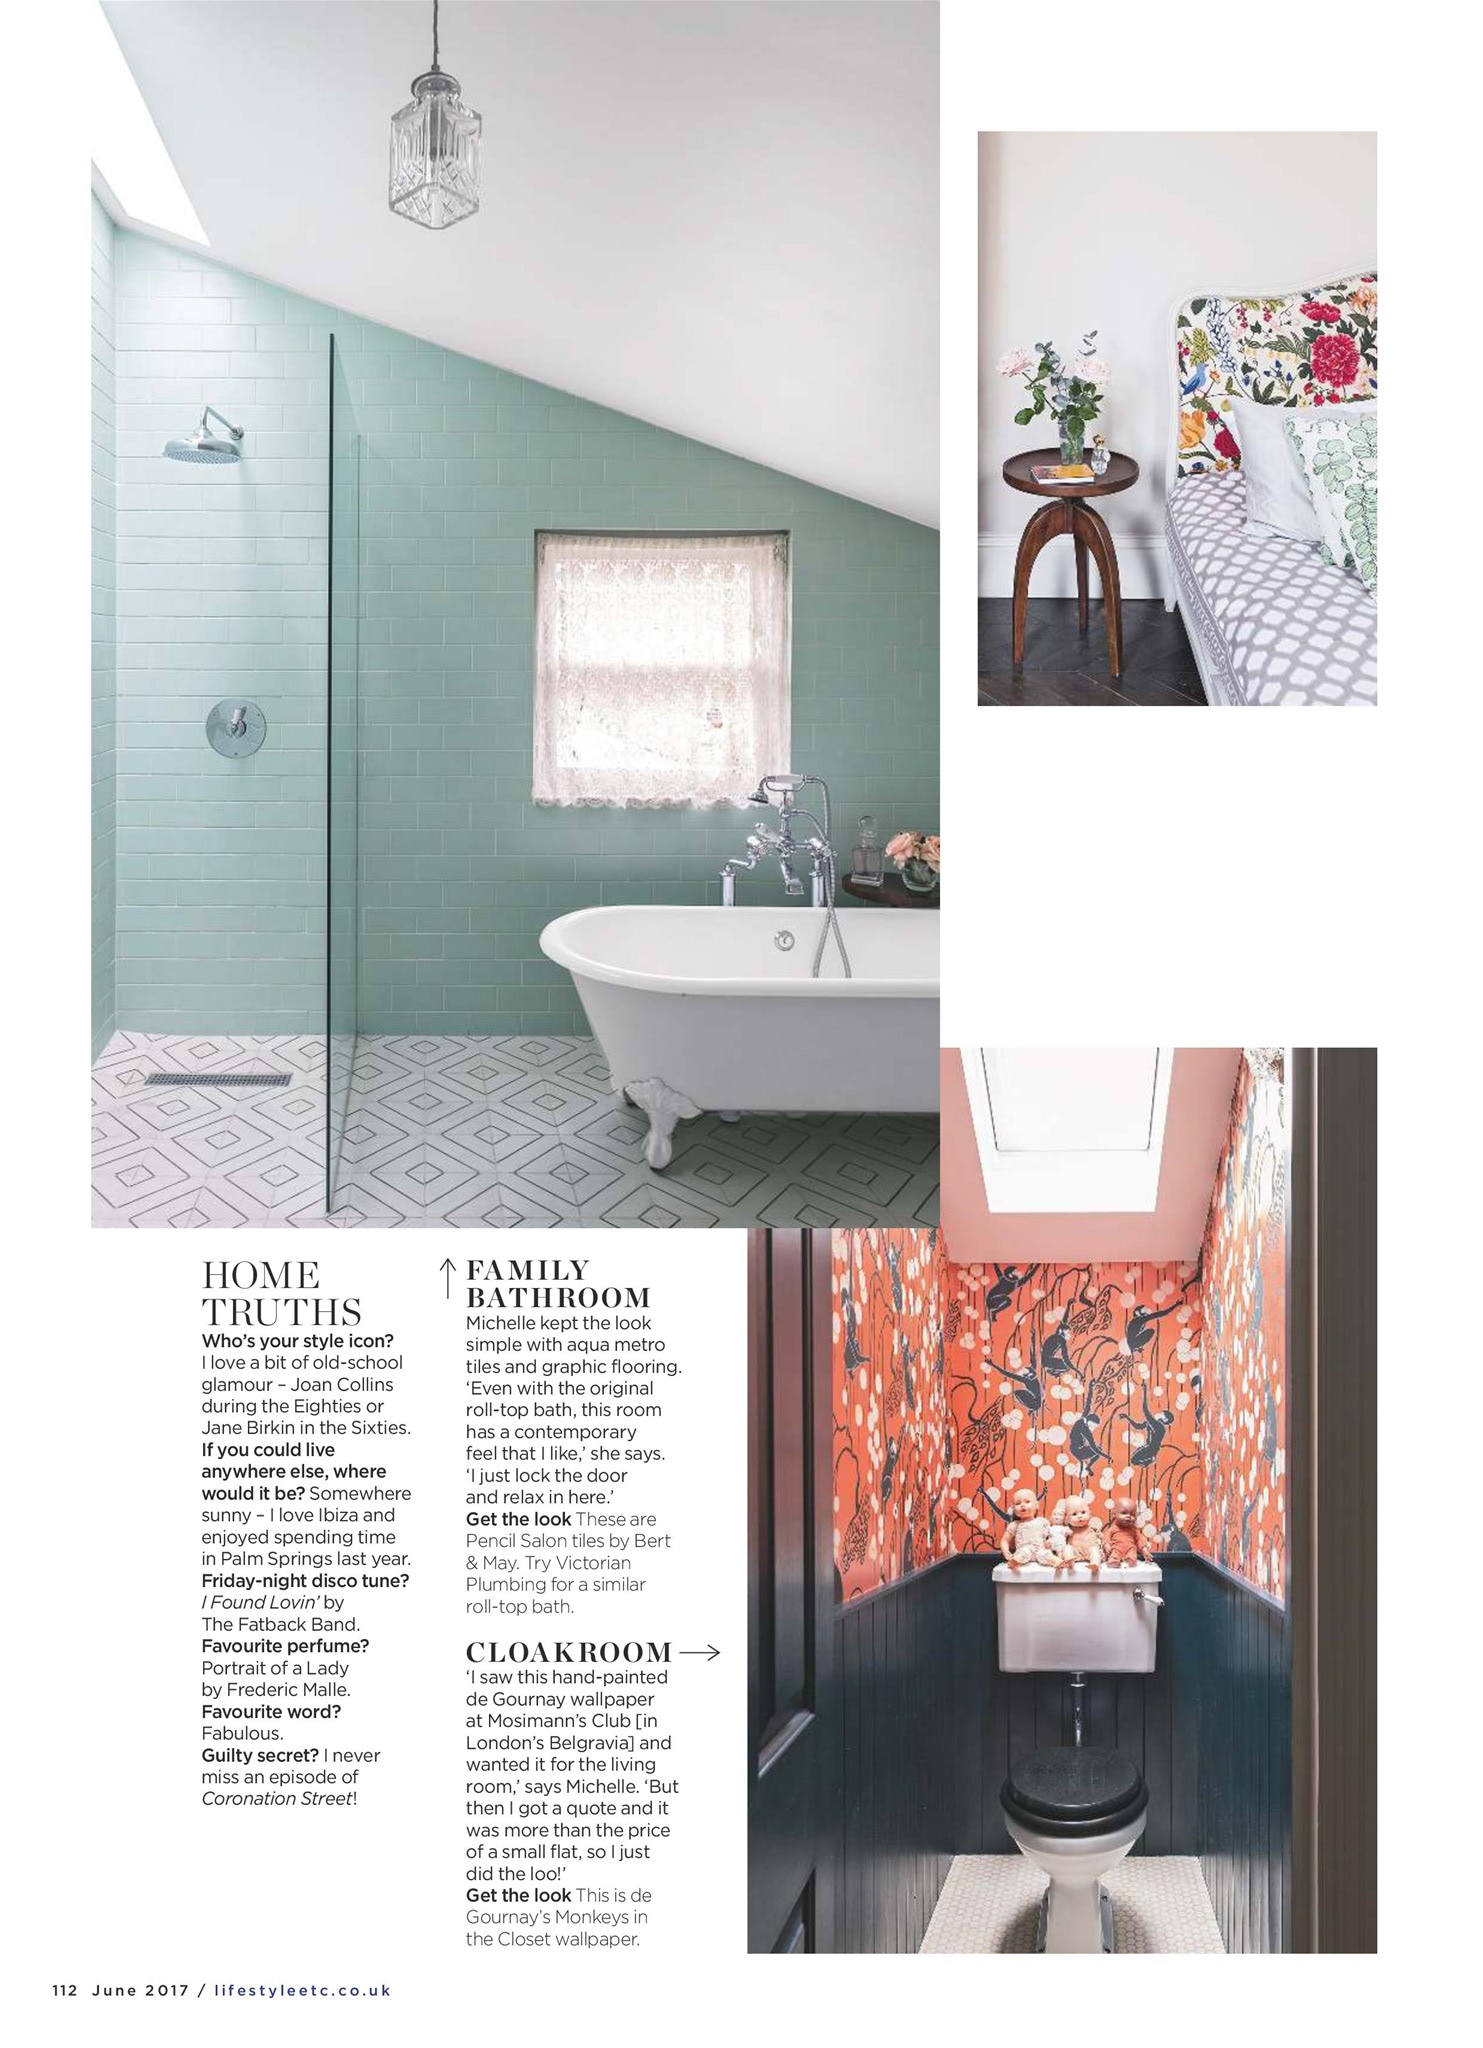 HOME
TRUTHS
Who's your style icon?
I love a bit of old-school
glamour – Joan Collins
during the Eighties or
Jane Birkin in the Sixties.
If you could live
anywhere else, where
would it be? Somewhere
sunny – I love Ibiza and
enjoyed spending time
in Palm Springs last year.
Friday-night disco tune?
I Found Lovin' by
The Fatback Band.
Favourite perfume?
Portrait of a Lady
by Frederic Malle.
Favourite word?
Fabulous.
Guilty secret? I never
miss an episode of
Coronation Street!
FAMILY
BATHROOM
Michelle kept the look
simple with aqua metro
tiles and graphic flooring.
‘Even with the original
roll-top bath, this room
has a contemporary
feel that I like,’ she says.
‘I just lock the door
and relax in here.’
Get the look These are
Pencil Salon tiles by Bert
& May. Try Victorian
Plumbing for a similar
roll-top bath.
CLOAKROOM
‘I saw this hand-painted
de Gournay wallpaper
at Mosimann’s Club [in
London’s Belgravia] and
wanted it for the living
room,’ says Michelle. ‘But
then I got a quote and it
was more than the price
of a small flat, so I just
did the loo!’
Get the look This is de
Gournay’s Monkeys in
the Closet wallpaper.
112 June 2017 / lifestyleetc.co.uk